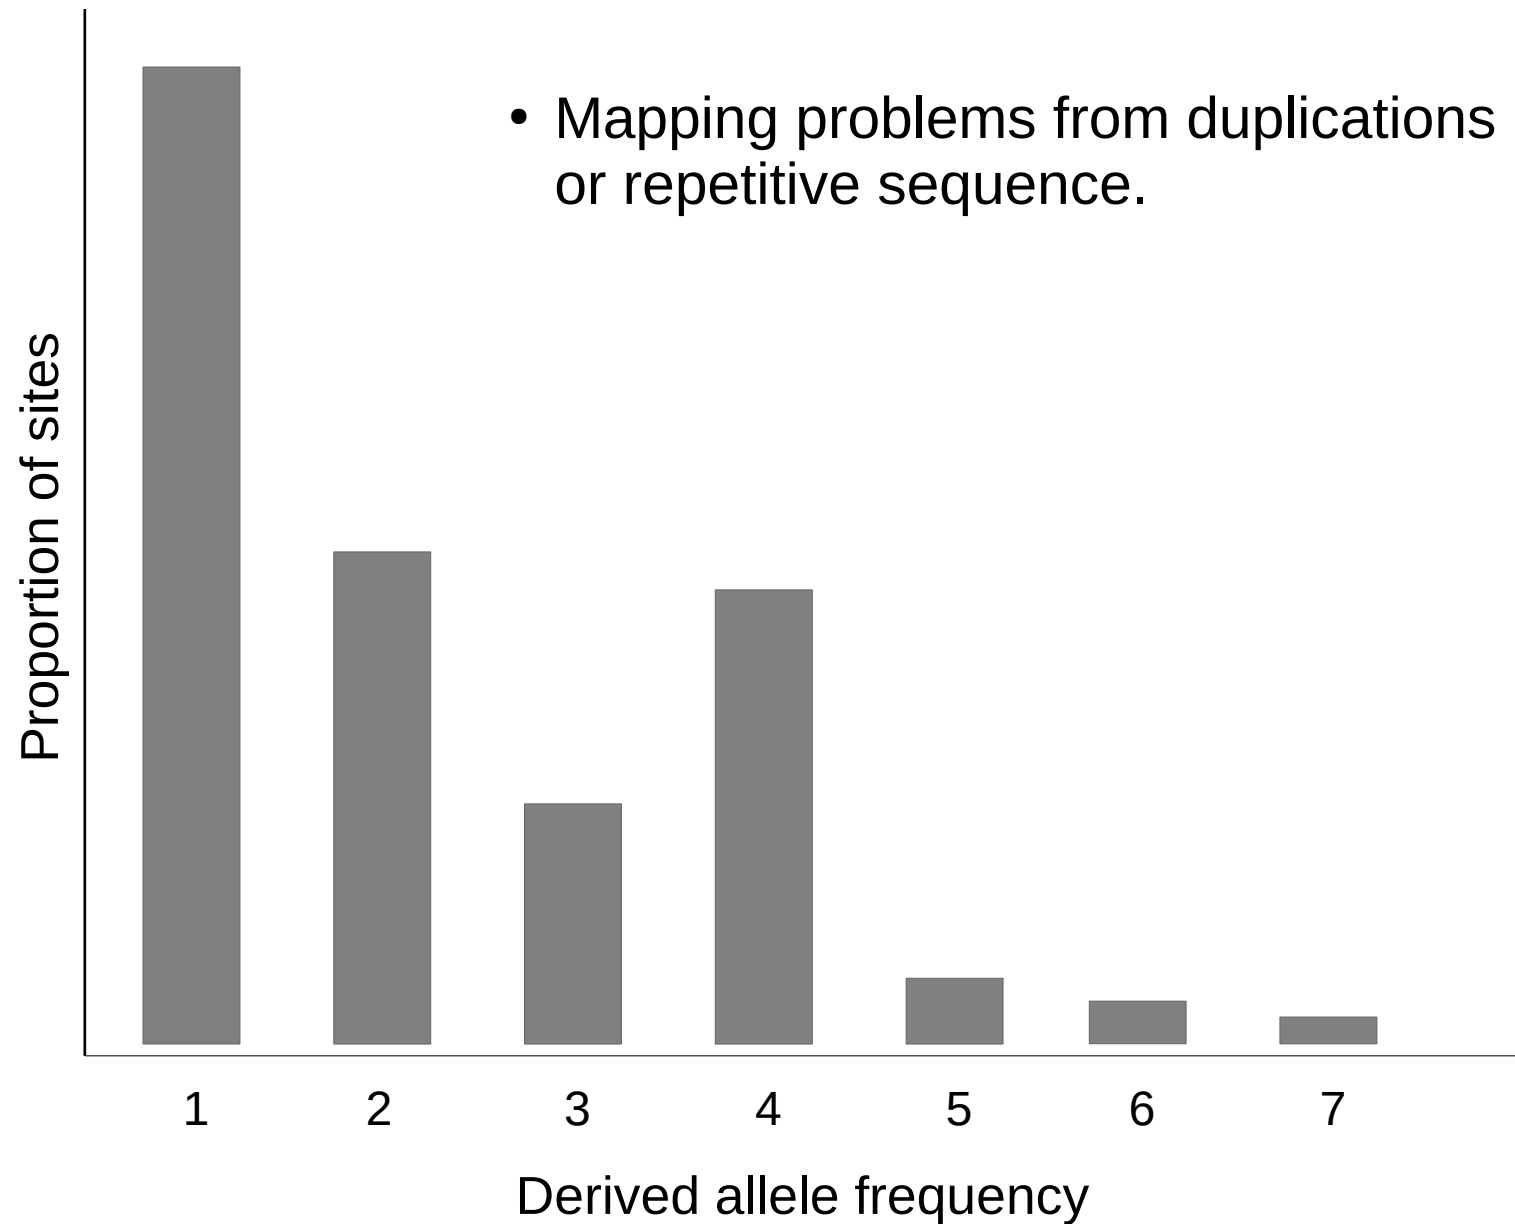 • Mapping problems from duplications
or repetitive sequence.
Proportion of sites
1 2 3 4 5 6 7
Derived allele frequency